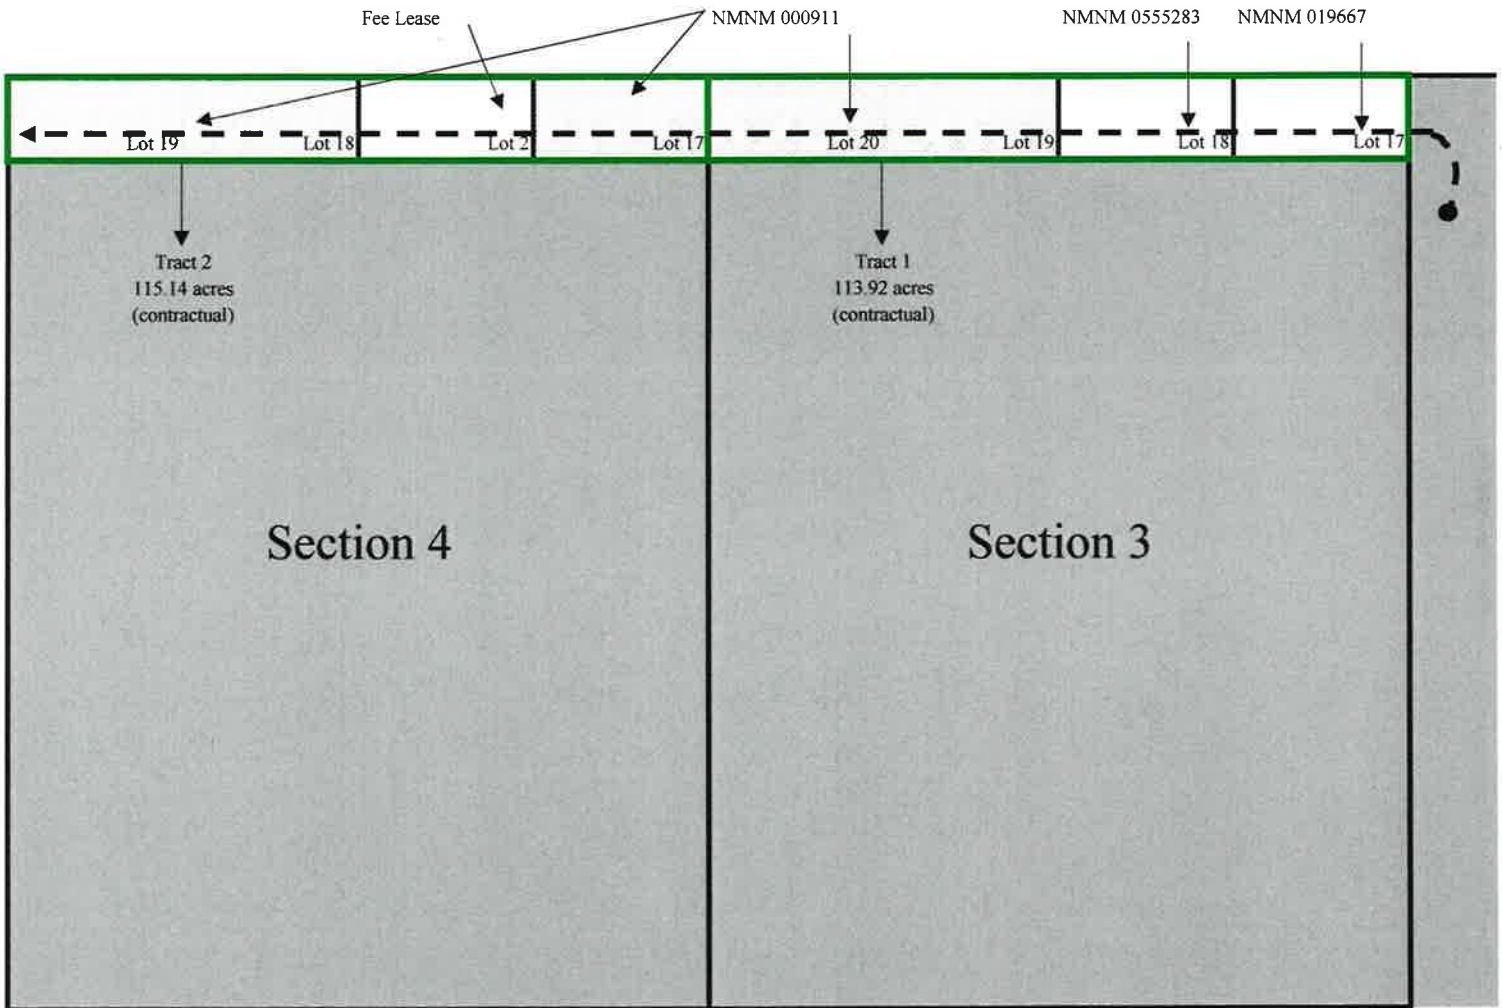 Fee Lease
NMNM 000911
NMNM 0555283
NMNM 019667
Lot 19
Lot 18
Lot 2
Lot 17
Lot 20
Lot 19
Lot 18
Lot 17
Tract 2
115.14 acres
(contractual)
Tract 1
113.92 acres
(contractual)
Section 4
Section 3